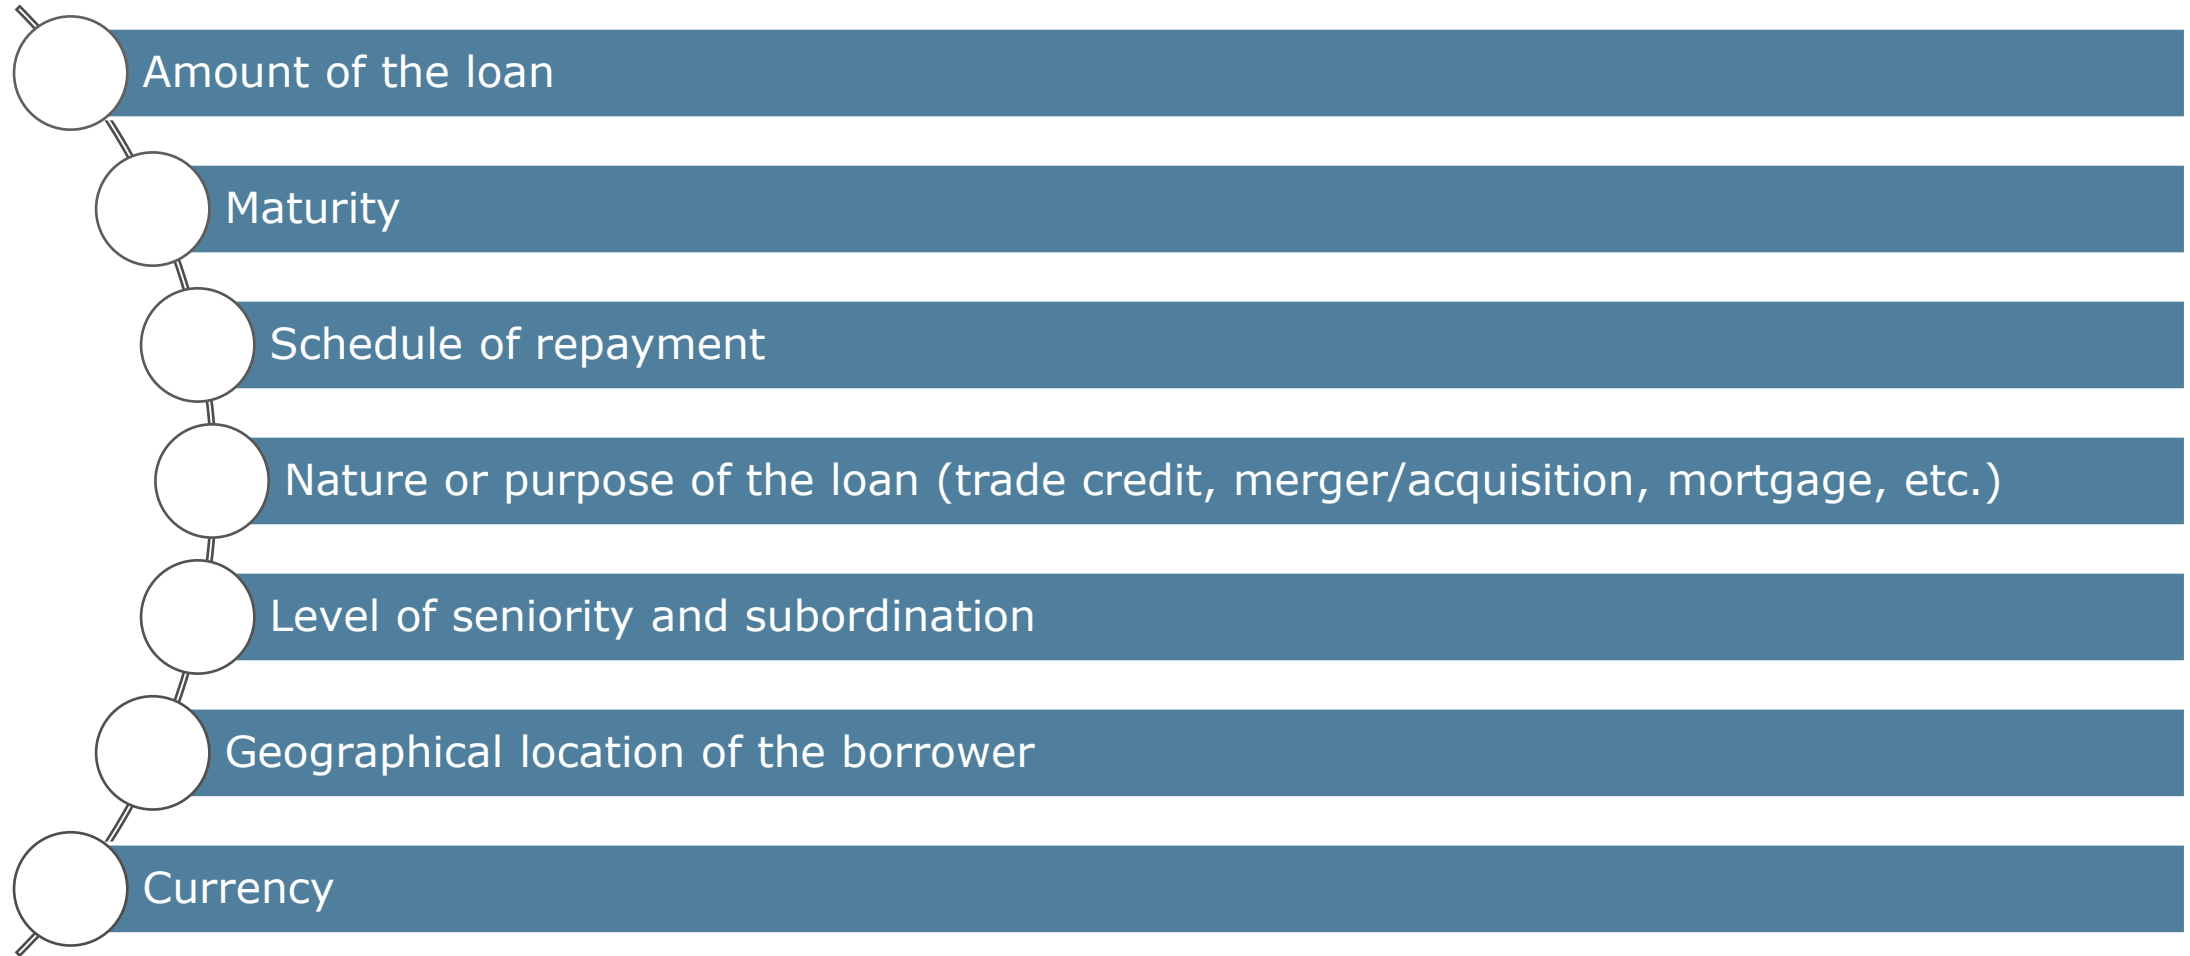 Amount of the loan
Maturity
Schedule of repayment
Nature or purpose of the loan (trade credit, merger/acquisition, mortgage, etc.)
Level of seniority and subordination
Geographical location of the borrower
Currency